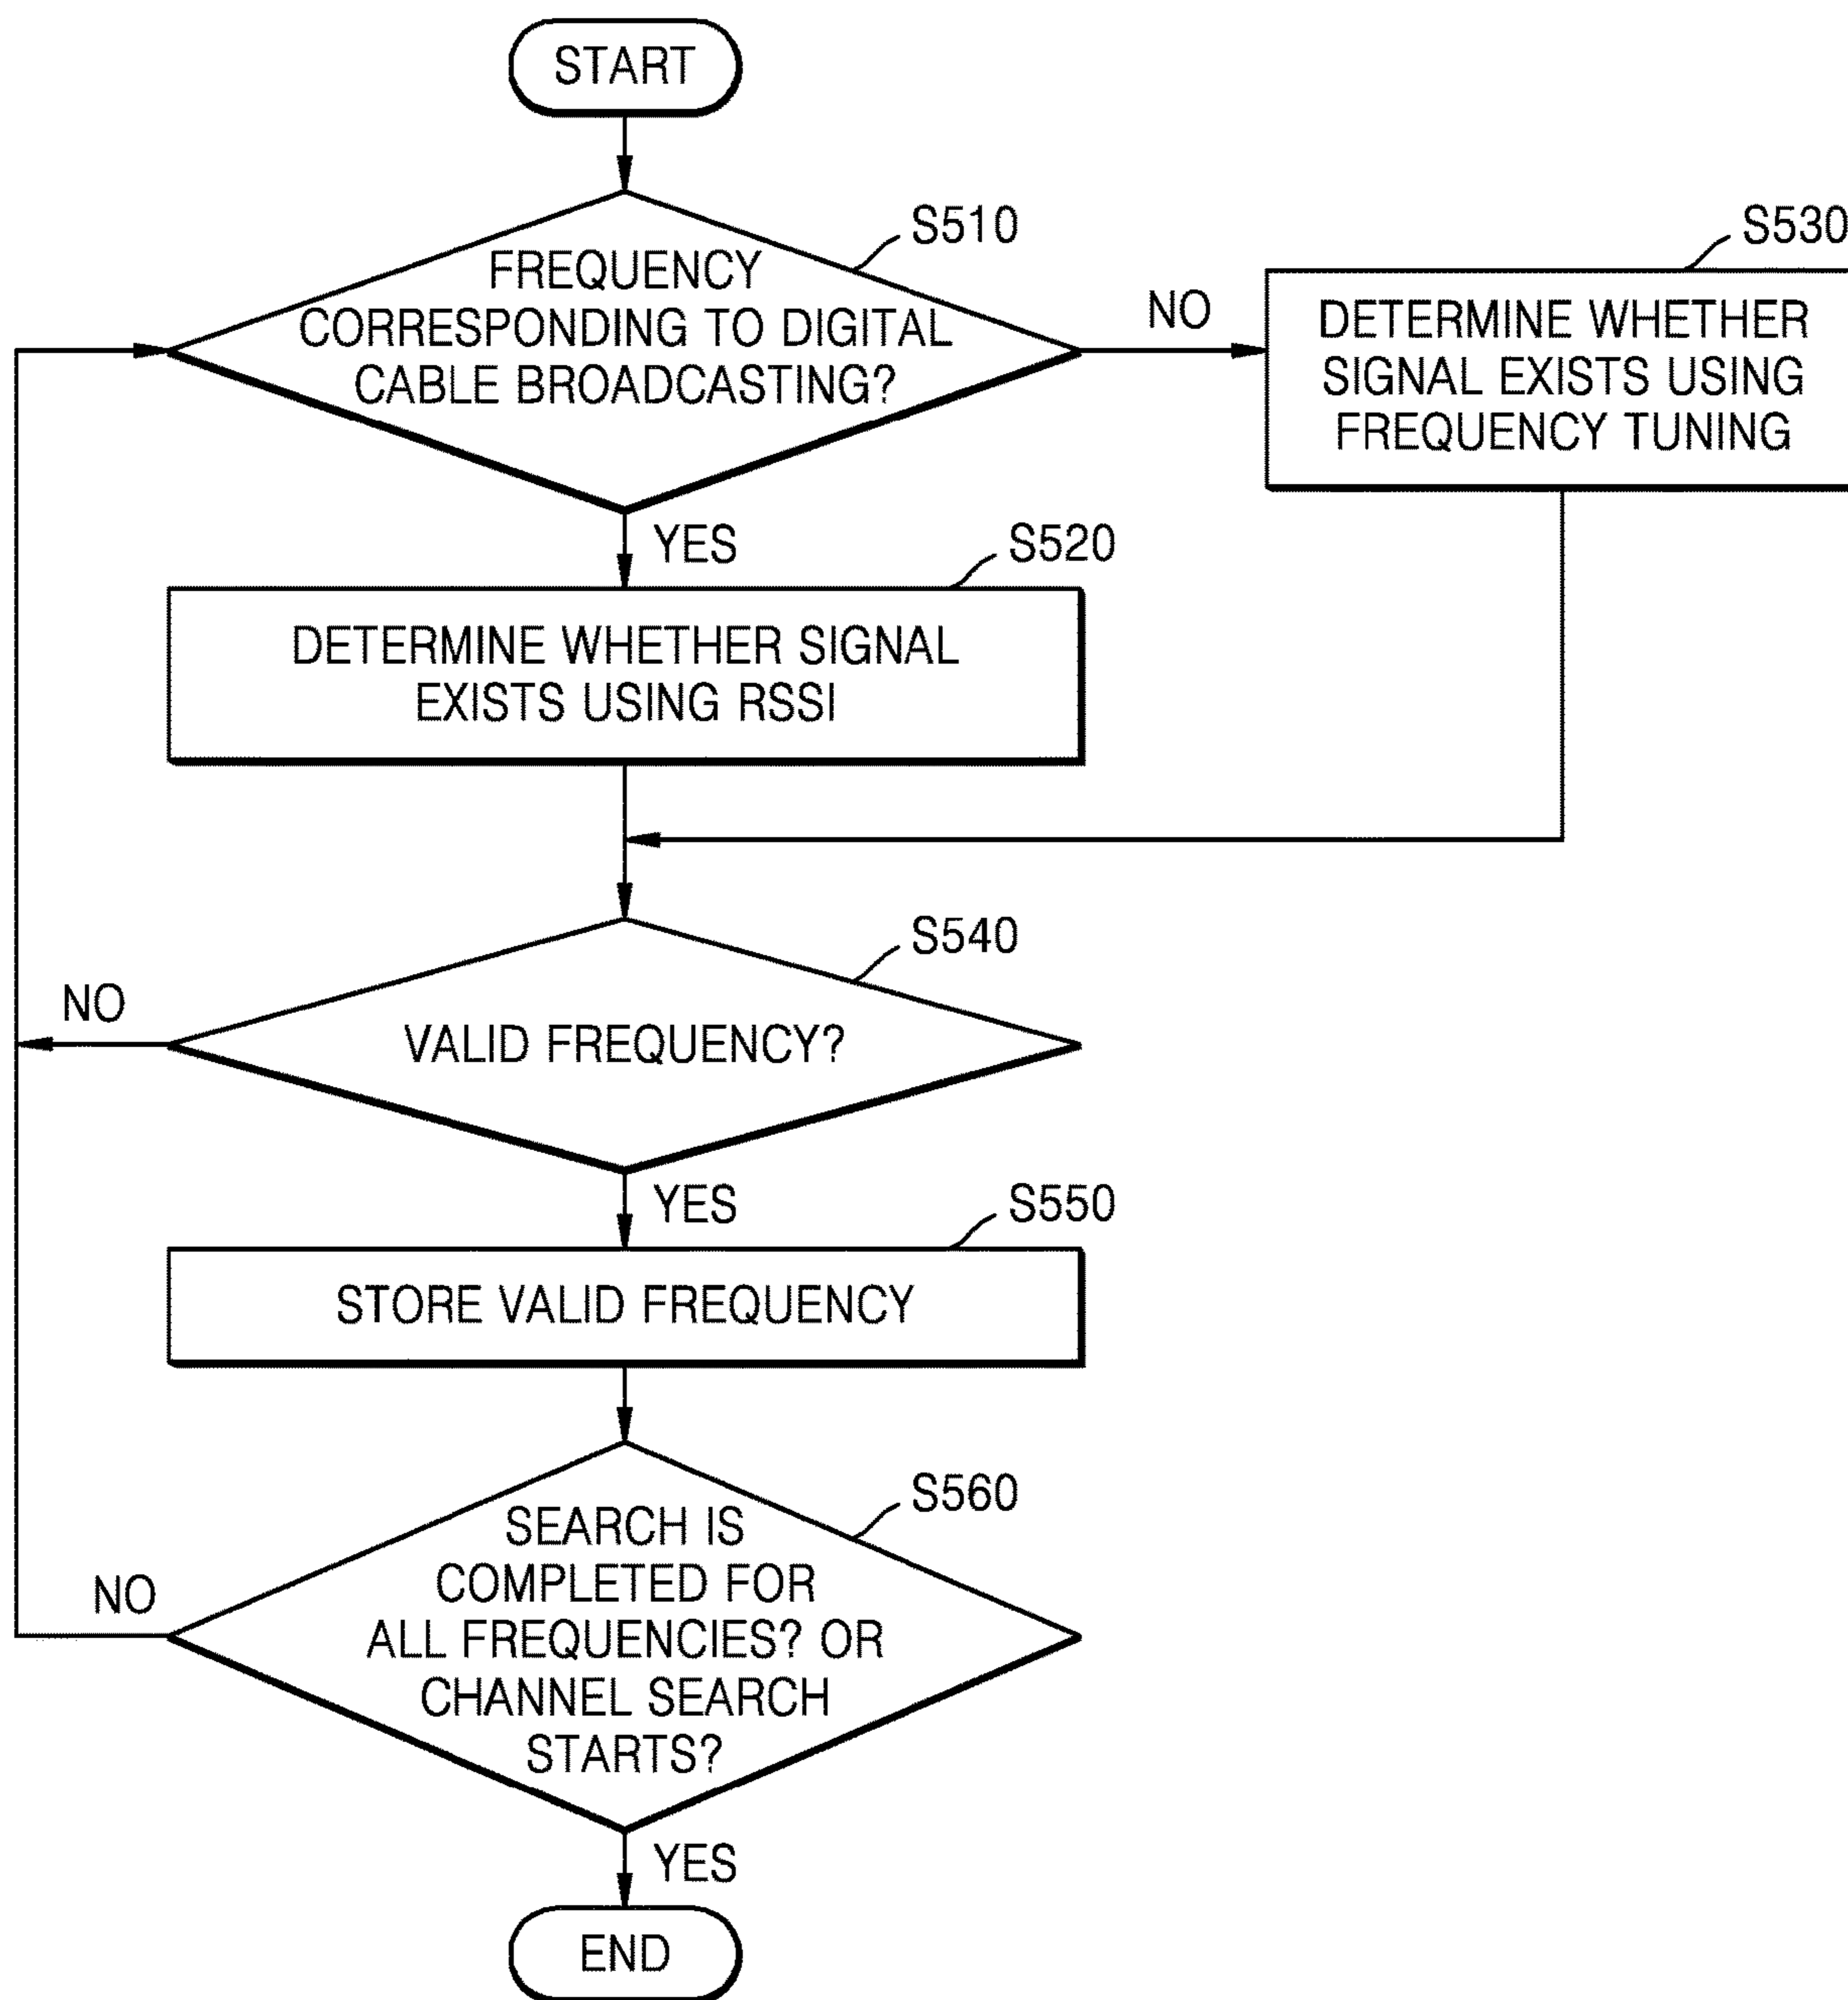 START
S510
FREQUENCY
CORRESPONDING TO DIGITAL
CABLE BROADCASTING?
NO
S530
DETERMINE WHETHER
SIGNAL EXISTS USING
FREQUENCY TUNING
YES
S520
DETERMINE WHETHER SIGNAL
EXISTS USING RSSI
S540
VALID FREQUENCY?
NO
YES
S550
STORE VALID FREQUENCY
S560
SEARCH IS
COMPLETED FOR
ALL FREQUENCIES? OR
CHANNEL SEARCH
STARTS?
NO
YES
END